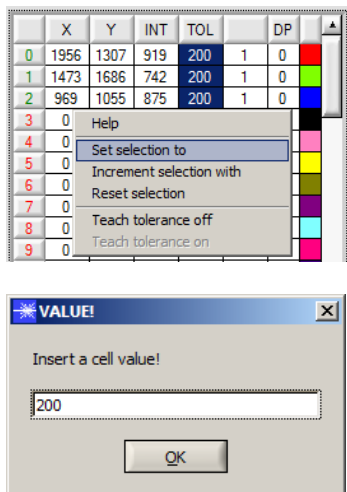 X Y INT TOL DP
0 1956 1307 919 200 1 0
1 1473 1686 742 200 1 0
2 969 1055 875 200 1 0
3 0
Help
4 0
Set selection to
5 0
Increment selection with
6 0
Reset selection
7 0
Teach tolerance off
8 0
Teach tolerance on
9 0
VALUE!
Insert a cell value!
200
OK